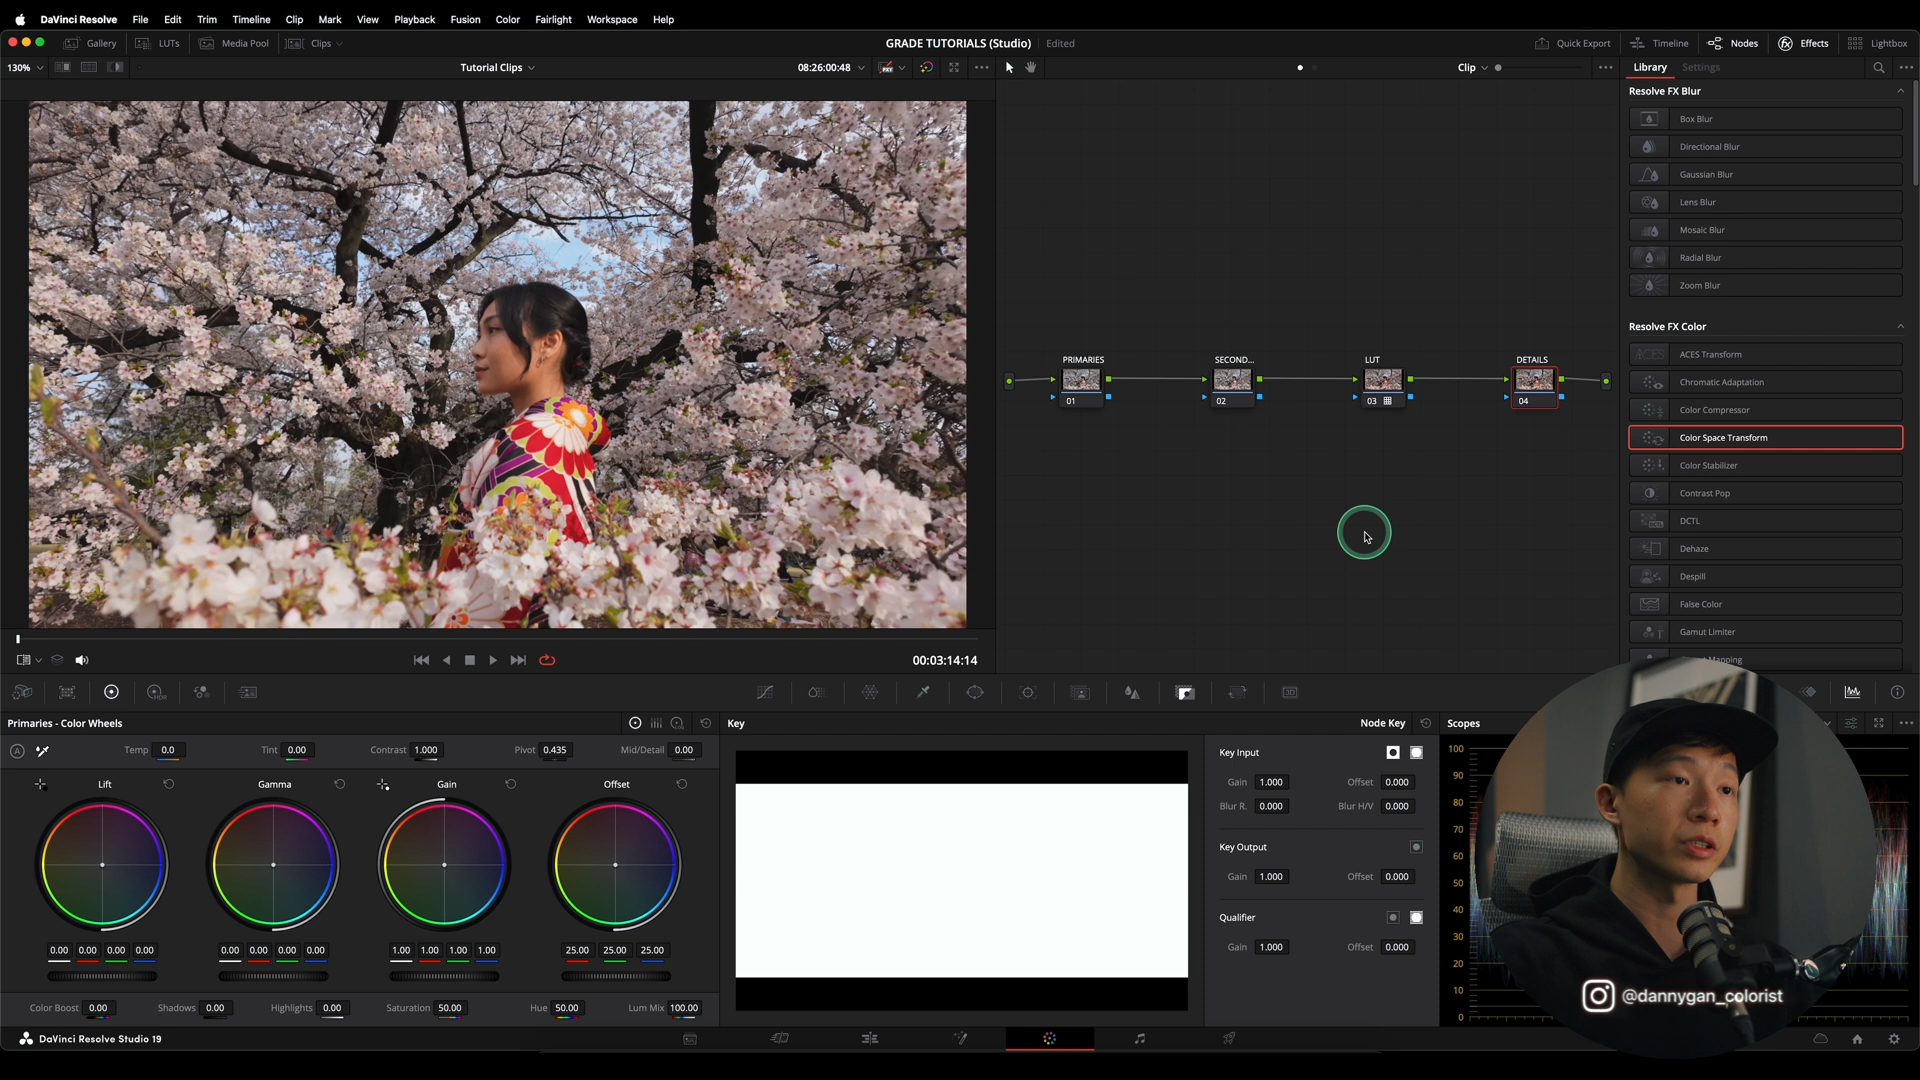 DaVinci Resolve File Edit Trim Timeline Clip Mark View Playback Fusion Color Fairlight Workspace Help
Gallery LUTs Media Pool Clips GRADE TUTORIALS (Studio) Edited Quick Export Timeline Nodes Effects Lightbox
130% Tutorial Clips 08:26:00:48 Clip Library Settings
Resolve FX Blur
Box Blur
Directional Blur
Gaussian Blur
Lens Blur
Mosaic Blur
Radial Blur
Zoom Blur
Resolve FX Color
ACES Transform
Chromatic Adaptation
Color Compressor
Color Space Transform
Color Stabilizer
Contrast Pop
DCTL
Dehaze
Despill
False Color
Gamut Limiter
Mapping
PRIMARIES SECOND... LUT DETAILS
01 02 03 04
00:03:14:14
Primaries - Color Wheels
Temp 0.0 Tint 0.00 Contrast 1.000 Pivot 0.435 Mid/Detail 0.00
Lift Gamma Gain Offset
0.00 0.00 0.00 0.00 0.00 0.00 0.00 0.00 1.00 1.00 1.00 1.00 25.00 25.00 25.00
Color Boost 0.00 Shadows 0.00 Highlights 0.00 Saturation 50.00 Hue 50.00 Lum Mix 100.00
Key Node Key
Key Input
Gain 1.000 Offset 0.000
Blur R. 0.000 Blur H/V 0.000
Key Output
Gain 1.000 Offset 0.000
Qualifier
Gain 1.000 Offset 0.000
Scopes
100
90
80
70
60
50
40
30
20
10
0
@dannygan_colorist
DaVinci Resolve Studio 19